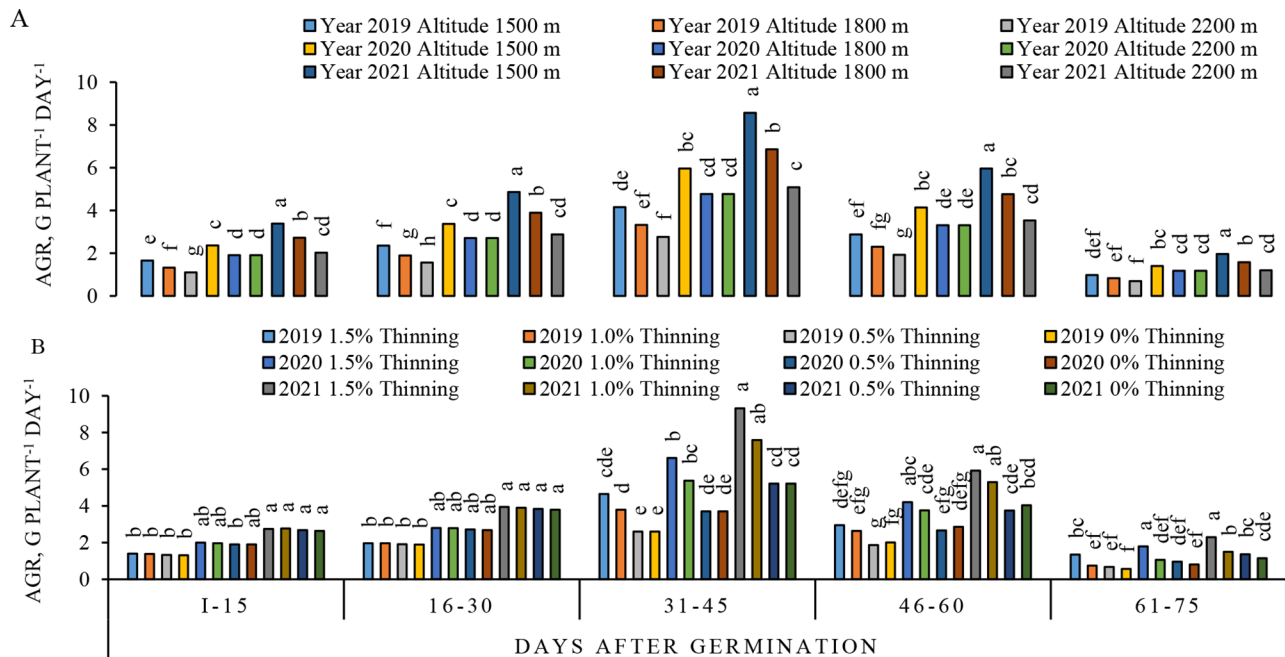 A
Year 2019 Altitude 1500 m Year 2019 Altitude 1800 m Year 2019 Altitude 2200 m
Year 2020 Altitude 1500 m Year 2020 Altitude 1800 m Year 2020 Altitude 2200 m
Year 2021 Altitude 1500 m Year 2021 Altitude 1800 m Year 2021 Altitude 2200 m
AGR, G PLANT⁻¹ DAY⁻¹
10
8
6
4
2
0
e f g c d d a b cd
f g h c d d a b cd
de ef f bc cd cd a b c
ef fg g bc de de a b cd
def ef f bc cd cd a b cd
B
2019 1.5% Thinning 2019 1.0% Thinning 2019 0.5% Thinning 2019 0% Thinning
2020 1.5% Thinning 2020 1.0% Thinning 2020 0.5% Thinning 2020 0% Thinning
2021 1.5% Thinning 2021 1.0% Thinning 2021 0.5% Thinning 2021 0% Thinning
AGR, G PLANT⁻¹ DAY⁻¹
10
8
6
4
2
0
b b b b ab ab b ab a a a a
b b b b ab ab ab ab a a a a
cde d e e b bc de de a ab cd cd
defg efg g fg abc cde efg defg a ab cde bcd
bc ef ef f a def def ef a b bc cde
I-15 16-30 31-45 46-60 61-75
DAYS AFTER GERMINATION